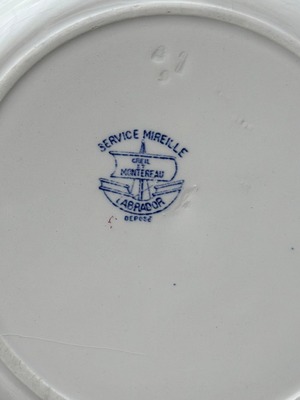 SERVICE MIREILLE
CREIL
ET
MONTEREAU
LABRADOR
DEPOSE